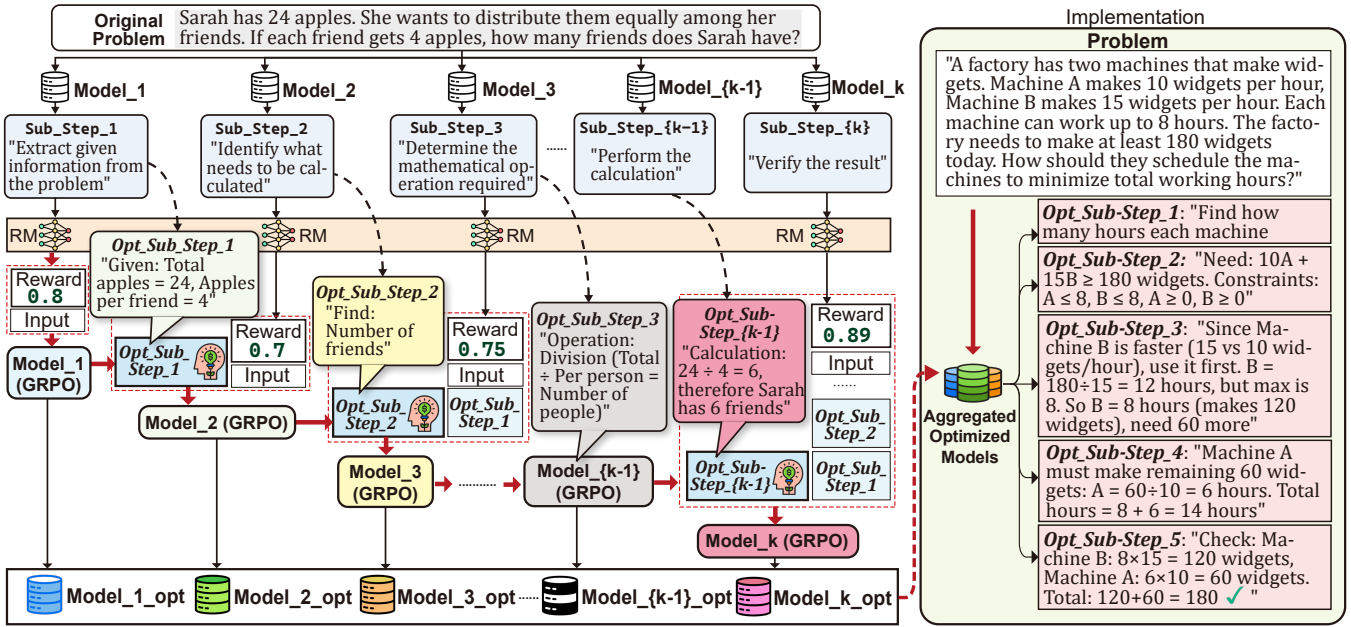 Original
Problem
Sarah has 24 apples. She wants to distribute them equally among her
friends. If each friend gets 4 apples, how many friends does Sarah have?
Model_1
Model_2
Model_3
Model_{k-1}
Model_k
Sub_Step_1
"Extract given
information from
the problem"
Sub_Step_2
"Identify what
needs to be cal-
culated"
Sub_Step_3
"Determine the
mathematical op-
eration required"
......
Sub_Step_{k−1}
"Perform the
calculation"
Sub_Step_{k}
"Verify the result"
RM
RM
RM
RM
Opt_Sub_Step_1
"Given: Total
apples = 24, Apples
per friend = 4"
Opt_Sub_Step_2
"Find:
Number of
friends"
Opt_Sub_Step_3
"Operation:
Division (Total
÷ Per person =
Number of
people)"
Opt_Sub-
Step_{k-1}
"Calculation:
24 ÷ 4 = 6,
therefore Sarah
has 6 friends"
Reward
0.8
Input
Model_1
(GRPO)
Opt_Sub_
Step_1
Reward
0.7
Input
Model_2 (GRPO)
Opt_Sub_
Step_2
Reward
0.75
Input
Opt_Sub_
Step_1
Model_3
(GRPO)
..........
Model_{k-1}
(GRPO)
Opt_Sub-
Step_{k-1}
Reward
0.89
Input
......
Opt_Sub_
Step_2
Opt_Sub_
Step_1
Model_k (GRPO)
Model_1_opt
Model_2_opt
Model_3_opt
......
Model_{k-1}_opt
Model_k_opt
Implementation
Problem
"A factory has two machines that make wid-
gets. Machine A makes 10 widgets per hour,
Machine B makes 15 widgets per hour. Each
machine can work up to 8 hours. The facto-
ry needs to make at least 180 widgets
today. How should they schedule the ma-
chines to minimize total working hours?"
Aggregated
Optimized
Models
Opt_Sub-Step_1: "Find how
many hours each machine
Opt_Sub-Step_2: "Need: 10A +
15B ≥ 180 widgets. Constraints:
A ≤ 8, B ≤ 8, A ≥ 0, B ≥ 0"
Opt_Sub-Step_3: "Since Ma-
chine B is faster (15 vs 10 wid-
gets/hour), use it first. B =
180÷15 = 12 hours, but max is
8. So B = 8 hours (makes 120
widgets), need 60 more"
Opt_Sub-Step_4: "Machine A
must make remaining 60 wid-
gets: A = 60÷10 = 6 hours. Total
hours = 8 + 6 = 14 hours"
Opt_Sub-Step_5: "Check: Ma-
chine B: 8×15 = 120 widgets,
Machine A: 6×10 = 60 widgets.
Total: 120+60 = 180 ✓ "